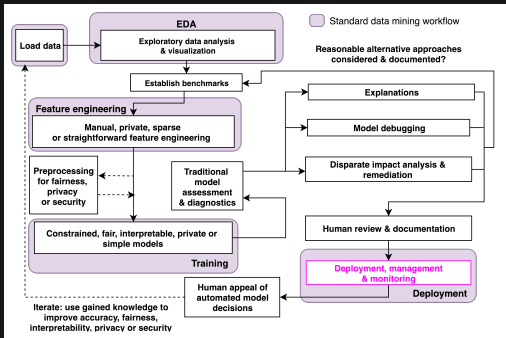 EDA
Standard data mining workflow
Load data
Exploratory data analysis
& visualization
Reasonable alternative approaches
considered & documented?
Establish benchmarks
Explanations
Feature engineering
Manual, private, sparse
or straightforward feature engineering
Model debugging
Preprocessing
for fairness,
privacy
or security
Traditional
model
assessment
& diagnostics
Disparate impact analysis &
remediation
Constrained, fair, interpretable, private or
simple models
Training
Human review & documentation
Deployment, management
& monitoring
Deployment
Human appeal of
automated model
decisions
Iterate: use gained knowledge to
improve accuracy, fairness,
interpretability, privacy or security